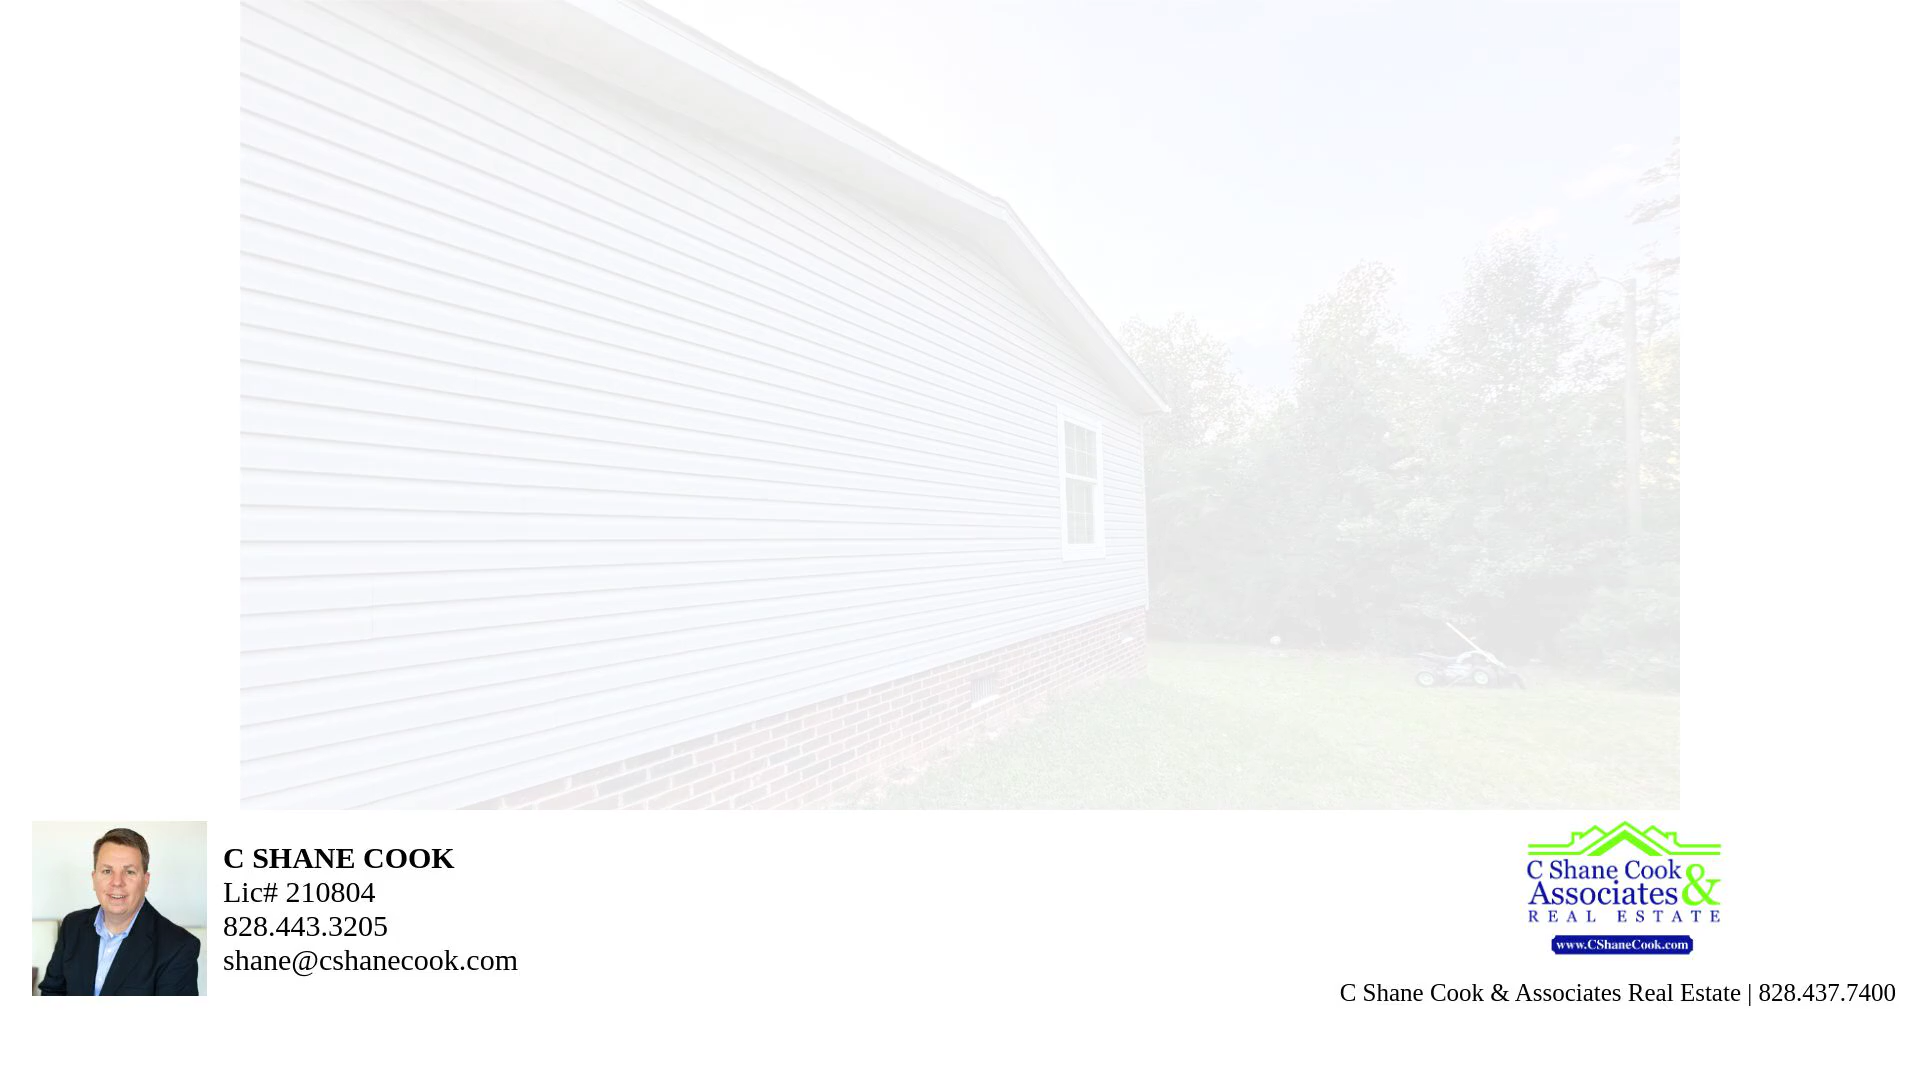 C SHANE COOK
Lic# 210804
828.443.3205
shane@cshanecook.com
C Shane Cook
Associates &
REAL ESTATE
www.CShaneCook.com
C Shane Cook & Associates Real Estate | 828.437.7400